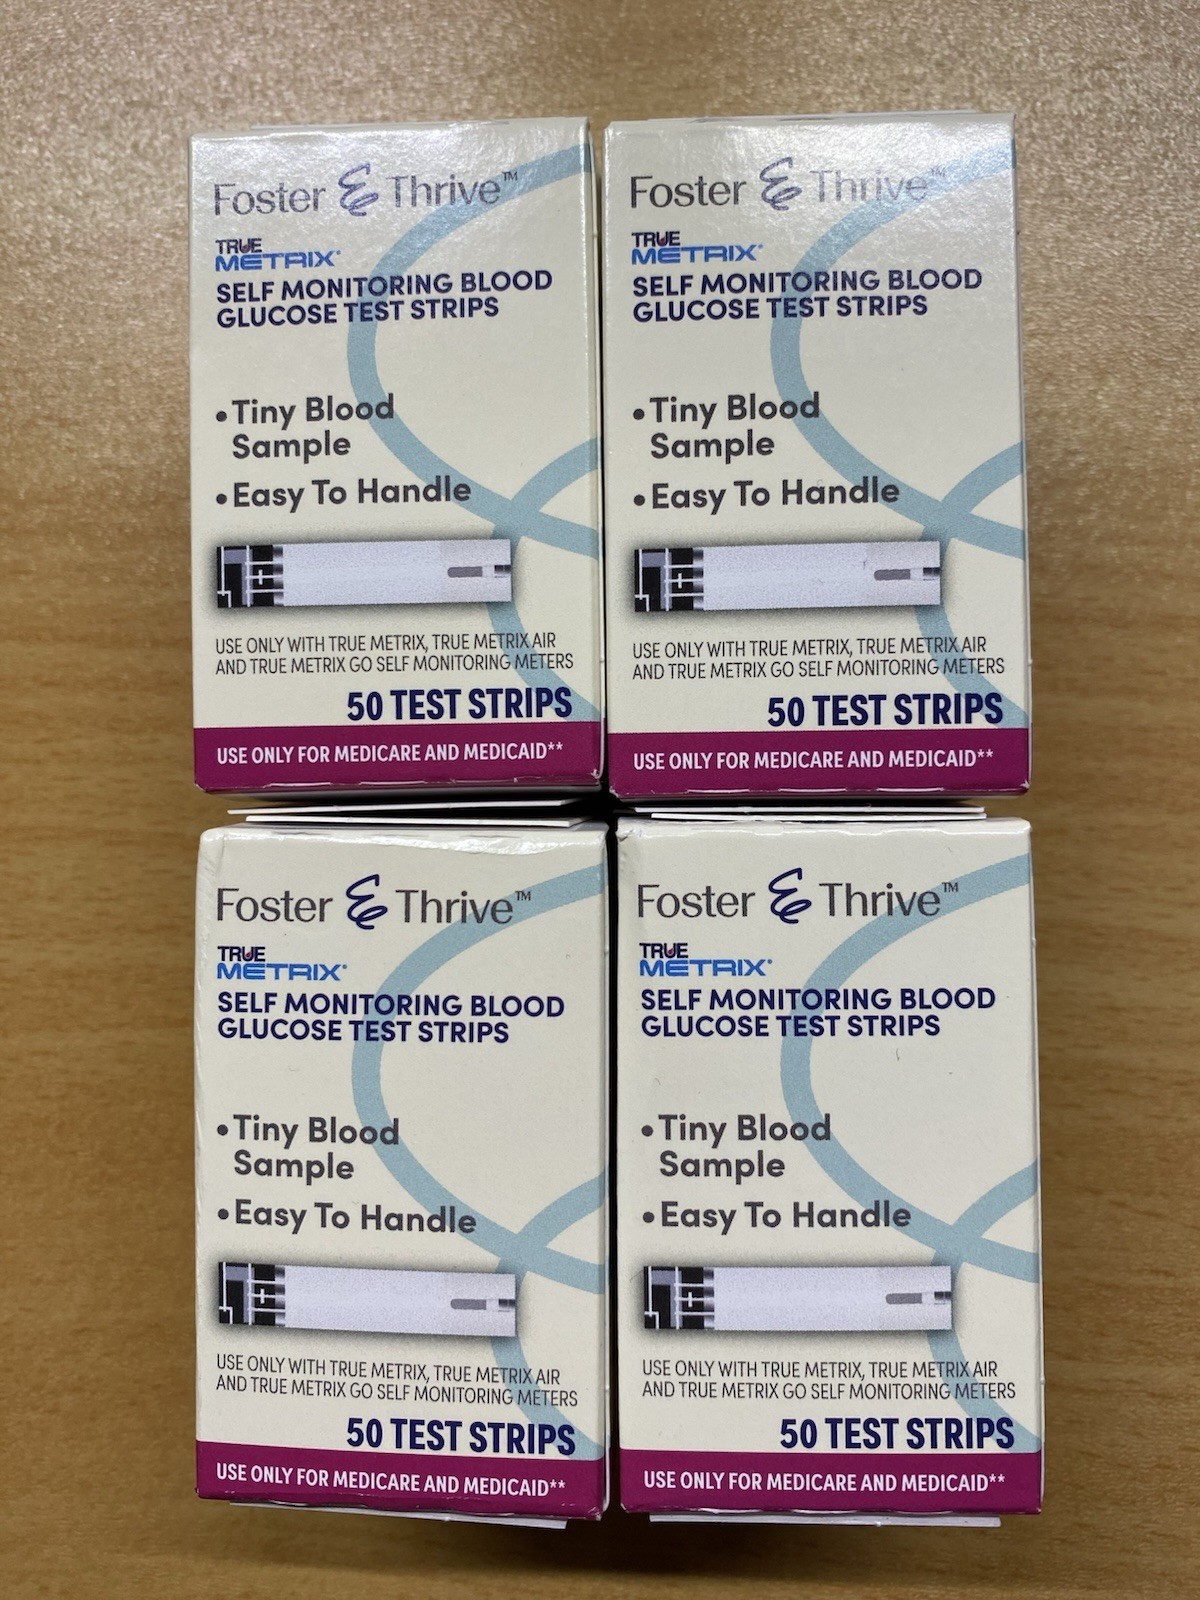 Foster & Thrive™
TRUE
METRIX®
SELF MONITORING BLOOD
GLUCOSE TEST STRIPS
• Tiny Blood
Sample
• Easy To Handle
USE ONLY WITH TRUE METRIX, TRUE METRIX AIR
AND TRUE METRIX GO SELF MONITORING METERS
50 TEST STRIPS
USE ONLY FOR MEDICARE AND MEDICAID**
Foster & Thrive™
TRUE
METRIX®
SELF MONITORING BLOOD
GLUCOSE TEST STRIPS
• Tiny Blood
Sample
• Easy To Handle
USE ONLY WITH TRUE METRIX, TRUE METRIX AIR
AND TRUE METRIX GO SELF MONITORING METERS
50 TEST STRIPS
USE ONLY FOR MEDICARE AND MEDICAID**
Foster & Thrive™
TRUE
METRIX®
SELF MONITORING BLOOD
GLUCOSE TEST STRIPS
• Tiny Blood
Sample
• Easy To Handle
USE ONLY WITH TRUE METRIX, TRUE METRIX AIR
AND TRUE METRIX GO SELF MONITORING METERS
50 TEST STRIPS
USE ONLY FOR MEDICARE AND MEDICAID**
Foster & Thrive™
TRUE
METRIX®
SELF MONITORING BLOOD
GLUCOSE TEST STRIPS
• Tiny Blood
Sample
• Easy To Handle
USE ONLY WITH TRUE METRIX, TRUE METRIX AIR
AND TRUE METRIX GO SELF MONITORING METERS
50 TEST STRIPS
USE ONLY FOR MEDICARE AND MEDICAID**